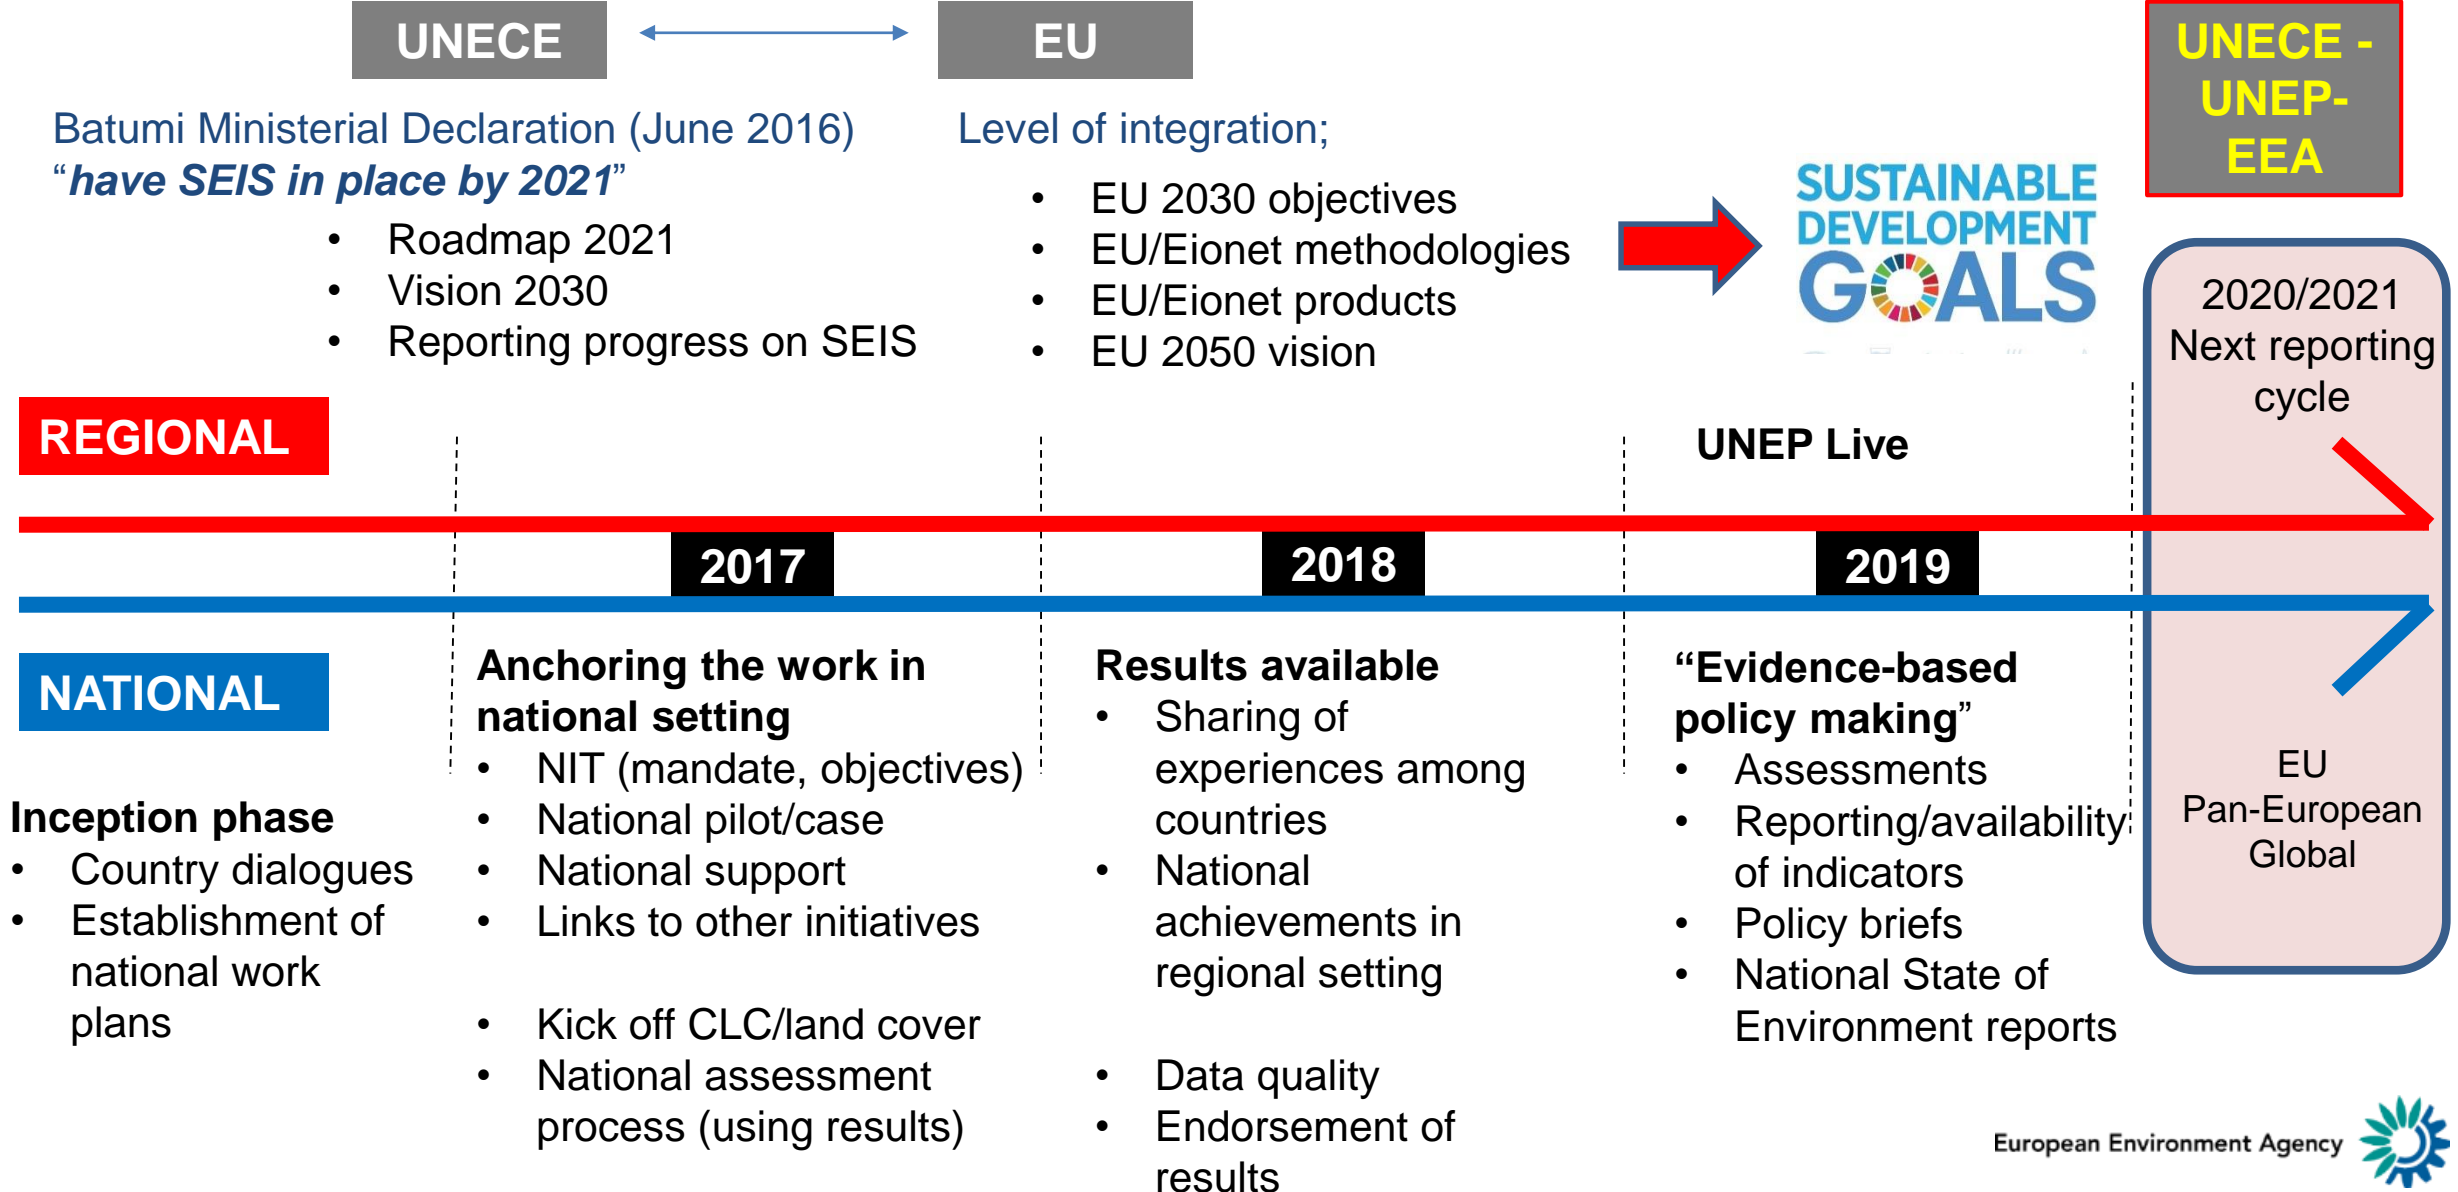 UNECE
EU
UNECE -
UNEP-
EEA
Batumi Ministerial Declaration (June 2016)
“have SEIS in place by 2021”
• Roadmap 2021
• Vision 2030
• Reporting progress on SEIS
Level of integration;
• EU 2030 objectives
• EU/Eionet methodologies
• EU/Eionet products
• EU 2050 vision
SUSTAINABLE
DEVELOPMENT
GOALS
2020/2021
Next reporting
cycle
REGIONAL
UNEP Live
2017
2018
2019
NATIONAL
Inception phase
• Country dialogues
• Establishment of
national work
plans
Anchoring the work in
national setting
• NIT (mandate, objectives)
• National pilot/case
• National support
• Links to other initiatives
• Kick off CLC/land cover
• National assessment
process (using results)
Results available
• Sharing of
experiences among
countries
• National
achievements in
regional setting
• Data quality
• Endorsement of
results
“Evidence-based
policy making”
• Assessments
• Reporting/availability
of indicators
• Policy briefs
• National State of
Environment reports
EU
Pan-European
Global
European Environment Agency